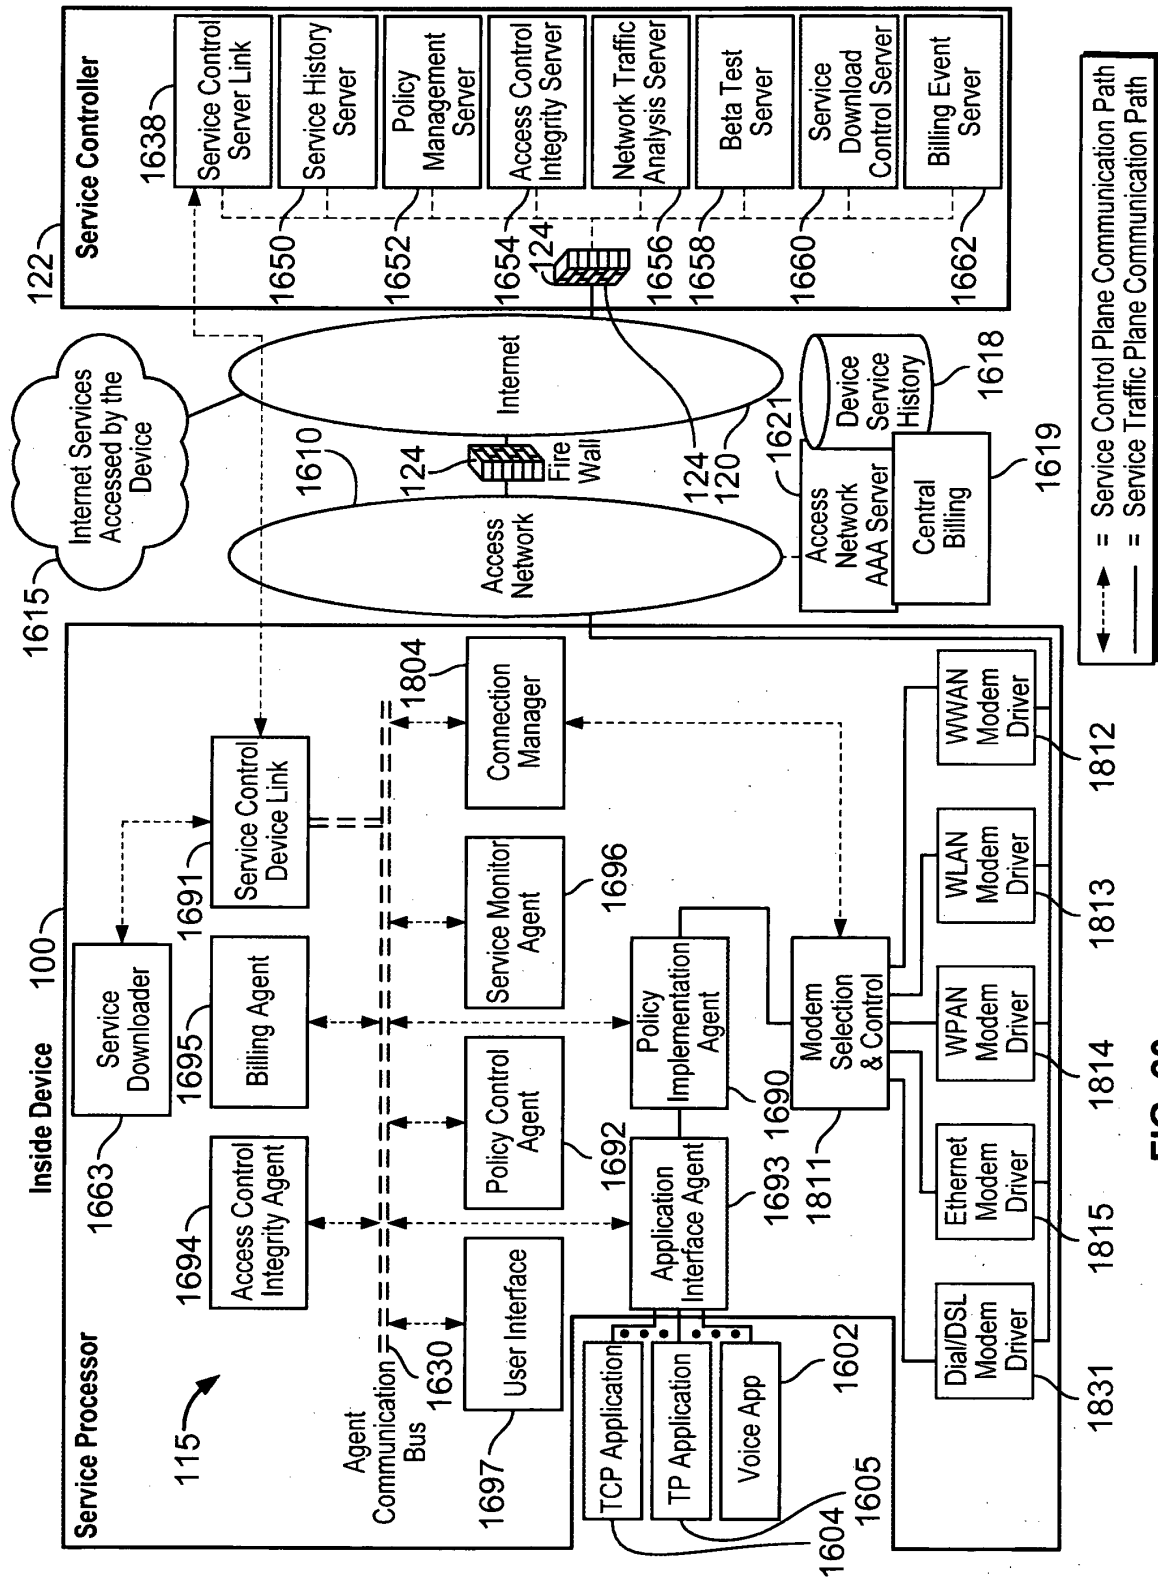 Inside Device
100
Service Processor
115
1694
Access Control
Integrity Agent
1663
Service
Downloader
1695
Billing Agent
1691
Service Control
Device Link
Agent
Communication
Bus
1630
1697
User Interface
Policy Control
Agent
1692
Service Monitor
Agent
1696
1804
Connection
Manager
Application
Interface Agent
1693
Policy
Implementation
Agent
1690
TCP Application
TP Application
Voice App
1604
1605
1602
1811
Modem
Selection
& Control
Dial/DSL
Modem
Driver
1831
Ethernet
Modem
Driver
1815
WPAN
Modem
Driver
1814
WLAN
Modem
Driver
1813
WWAN
Modem
Driver
1812
1615
Internet Services
Accessed by the
Device
1610
Access
Network
124
Fire
Wall
Internet
124
120
1621
Access
Network
AAA Server
Central
Billing
1619
Device
Service
History
1618
122
Service Controller
1638
Service Control
Server Link
1650
Service History
Server
1652
Policy
Management
Server
1654
Access Control
Integrity Server
124
1656
Network Traffic
Analysis Server
1658
Beta Test
Server
1660
Service
Download
Control Server
1662
Billing Event
Server
= Service Control Plane Communication Path
= Service Traffic Plane Communication Path
FIG.